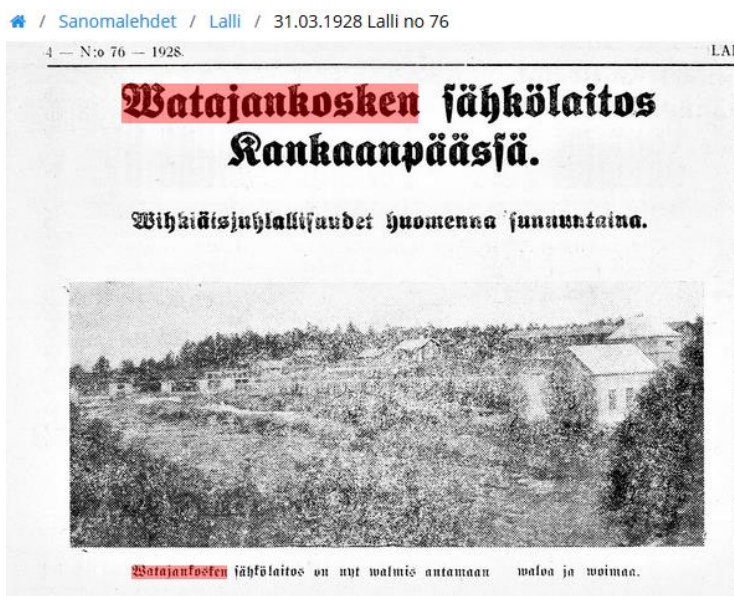 / Sanomalehdet / Lalli / 31.03.1928 Lalli no 76
4 — N:o 76 — 1928. LAL
Watajankosken sähkölaitos
Kankaanpäässä.
Wihkiäisjuhlallisuudet huomenna sunnuntaina.
Watajankosken sähkölaitos on nyt walmis antamaan waloa ja woimaa.